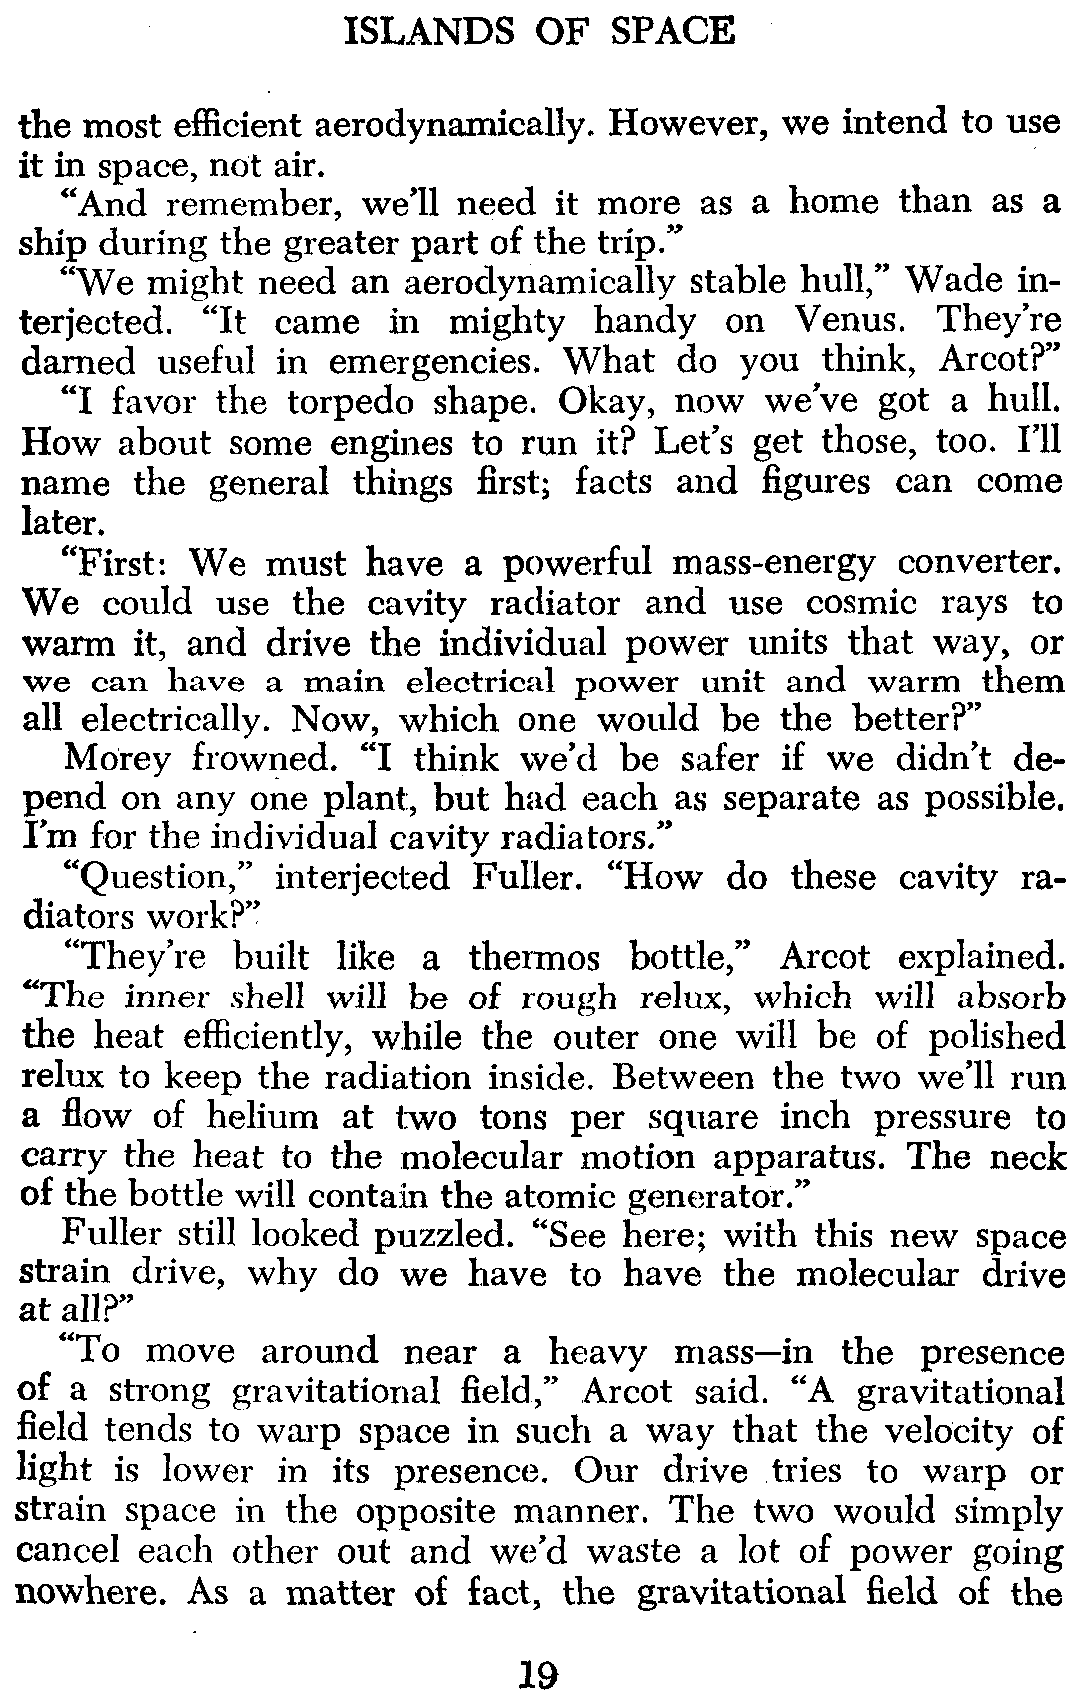 ISLANDS OF SPACE
the most efficient aerodynamically. However, we intend to use
it in space, not air.
“And remember, we’ll need it more as a home than as a
ship during the greater part of the trip.”
“We might need an aerodynamically stable hull,” Wade in-
terjected. “It came in mighty handy on Venus. They’re
darned useful in emergencies. What do you think, Arcot?”
“I favor the torpedo shape. Okay, now we’ve got a hull.
How about some engines to run it? Let’s get those, too. I’ll
name the general things first; facts and figures can come
later.
“First: We must have a powerful mass-energy converter.
We could use the cavity radiator and use cosmic rays to
warm it, and drive the individual power units that way, or
we can have a main electrical power unit and warm them
all electrically. Now, which one would be the better?”
Morey frowned. “I think we’d be safer if we didn’t de-
pend on any one plant, but had each as separate as possible.
I’m for the individual cavity radiators.”
“Question,” interjected Fuller. “How do these cavity ra-
diators work?”
“They’re built like a thermos bottle,” Arcot explained.
“The inner shell will be of rough relux, which will absorb
the heat efficiently, while the outer one will be of polished
relux to keep the radiation inside. Between the two we’ll run
a flow of helium at two tons per square inch pressure to
carry the heat to the molecular motion apparatus. The neck
of the bottle will contain the atomic generator.”
Fuller still looked puzzled. “See here; with this new space
strain drive, why do we have to have the molecular drive
at all?”
“To move around near a heavy mass—in the presence
of a strong gravitational field,” Arcot said. “A gravitational
field tends to warp space in such a way that the velocity of
light is lower in its presence. Our drive tries to warp or
strain space in the opposite manner. The two would simply
cancel each other out and we’d waste a lot of power going
nowhere. As a matter of fact, the gravitational field of the
19